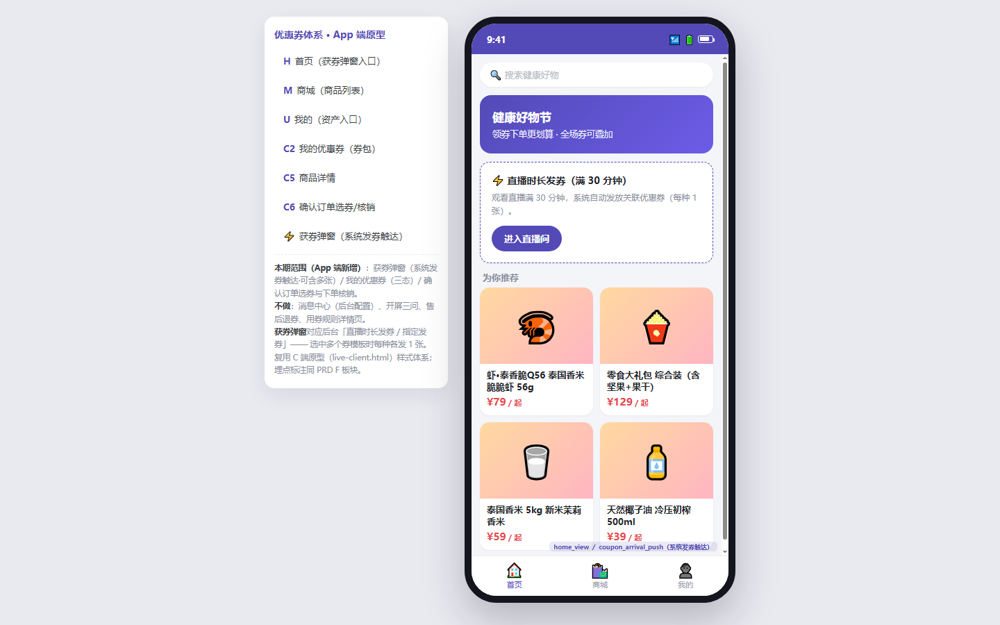 优惠券体系 • App 端原型
H 首页（获券弹窗入口）
M 商城（商品列表）
U 我的（资产入口）
C2 我的优惠券（券包）
C5 商品详情
C6 确认订单选券/核销
获券弹窗（系统发券触达）
本期范围（App 端新增）：获券弹窗（系统发
券触达·可含多张）/ 我的优惠券（三态）/ 确
认订单选券与下单核销。
不做：消息中心（后台配置）、开屏三问、售
后退券、用券规则详情页。
获券弹窗对应后台「直播时长发券 / 指定发
券」—— 选中多个券模板时每种各发 1 张。
复用 C 端原型（live-client.html）样式体系；
埋点标注同 PRD F 板块。
9:41
搜索健康好物
健康好物节
领券下单更划算 · 全场券可叠加
直播时长发券（满 30 分钟）
观看直播满 30 分钟，系统自动发放关联优惠券（每种 1
张）。
进入直播间
为你推荐
虾•泰香脆Q56 泰国香米
脆脆虾 56g
¥79 / 起
零食大礼包 综合装（含
坚果+果干）
¥129 / 起
泰国香米 5kg 新米茉莉
香米
¥59 / 起
天然椰子油 冷压初榨
500ml
¥39 / 起
home_view / coupon_arrival_push（系统发券触达）
首页
商城
我的